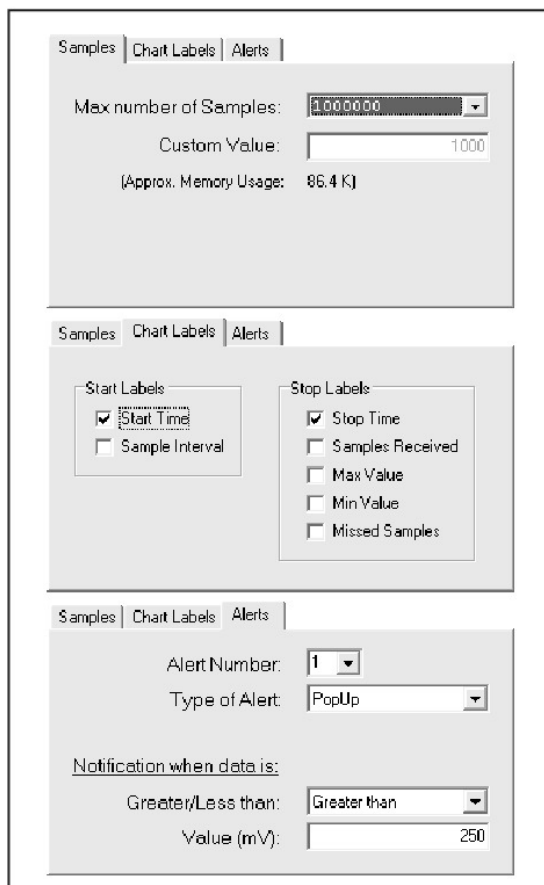 Samples Chart Labels Alerts
Max number of Samples: 1000000
Custom Value: 1000
(Approx. Memory Usage: 86.4 K)
Samples Chart Labels Alerts
Start Labels
Start Time
Sample Interval
Stop Labels
Stop Time
Samples Received
Max Value
Min Value
Missed Samples
Samples Chart Labels Alerts
Alert Number: 1
Type of Alert: PopUp
Notification when data is:
Greater/Less than: Greater than
Value (mV): 250